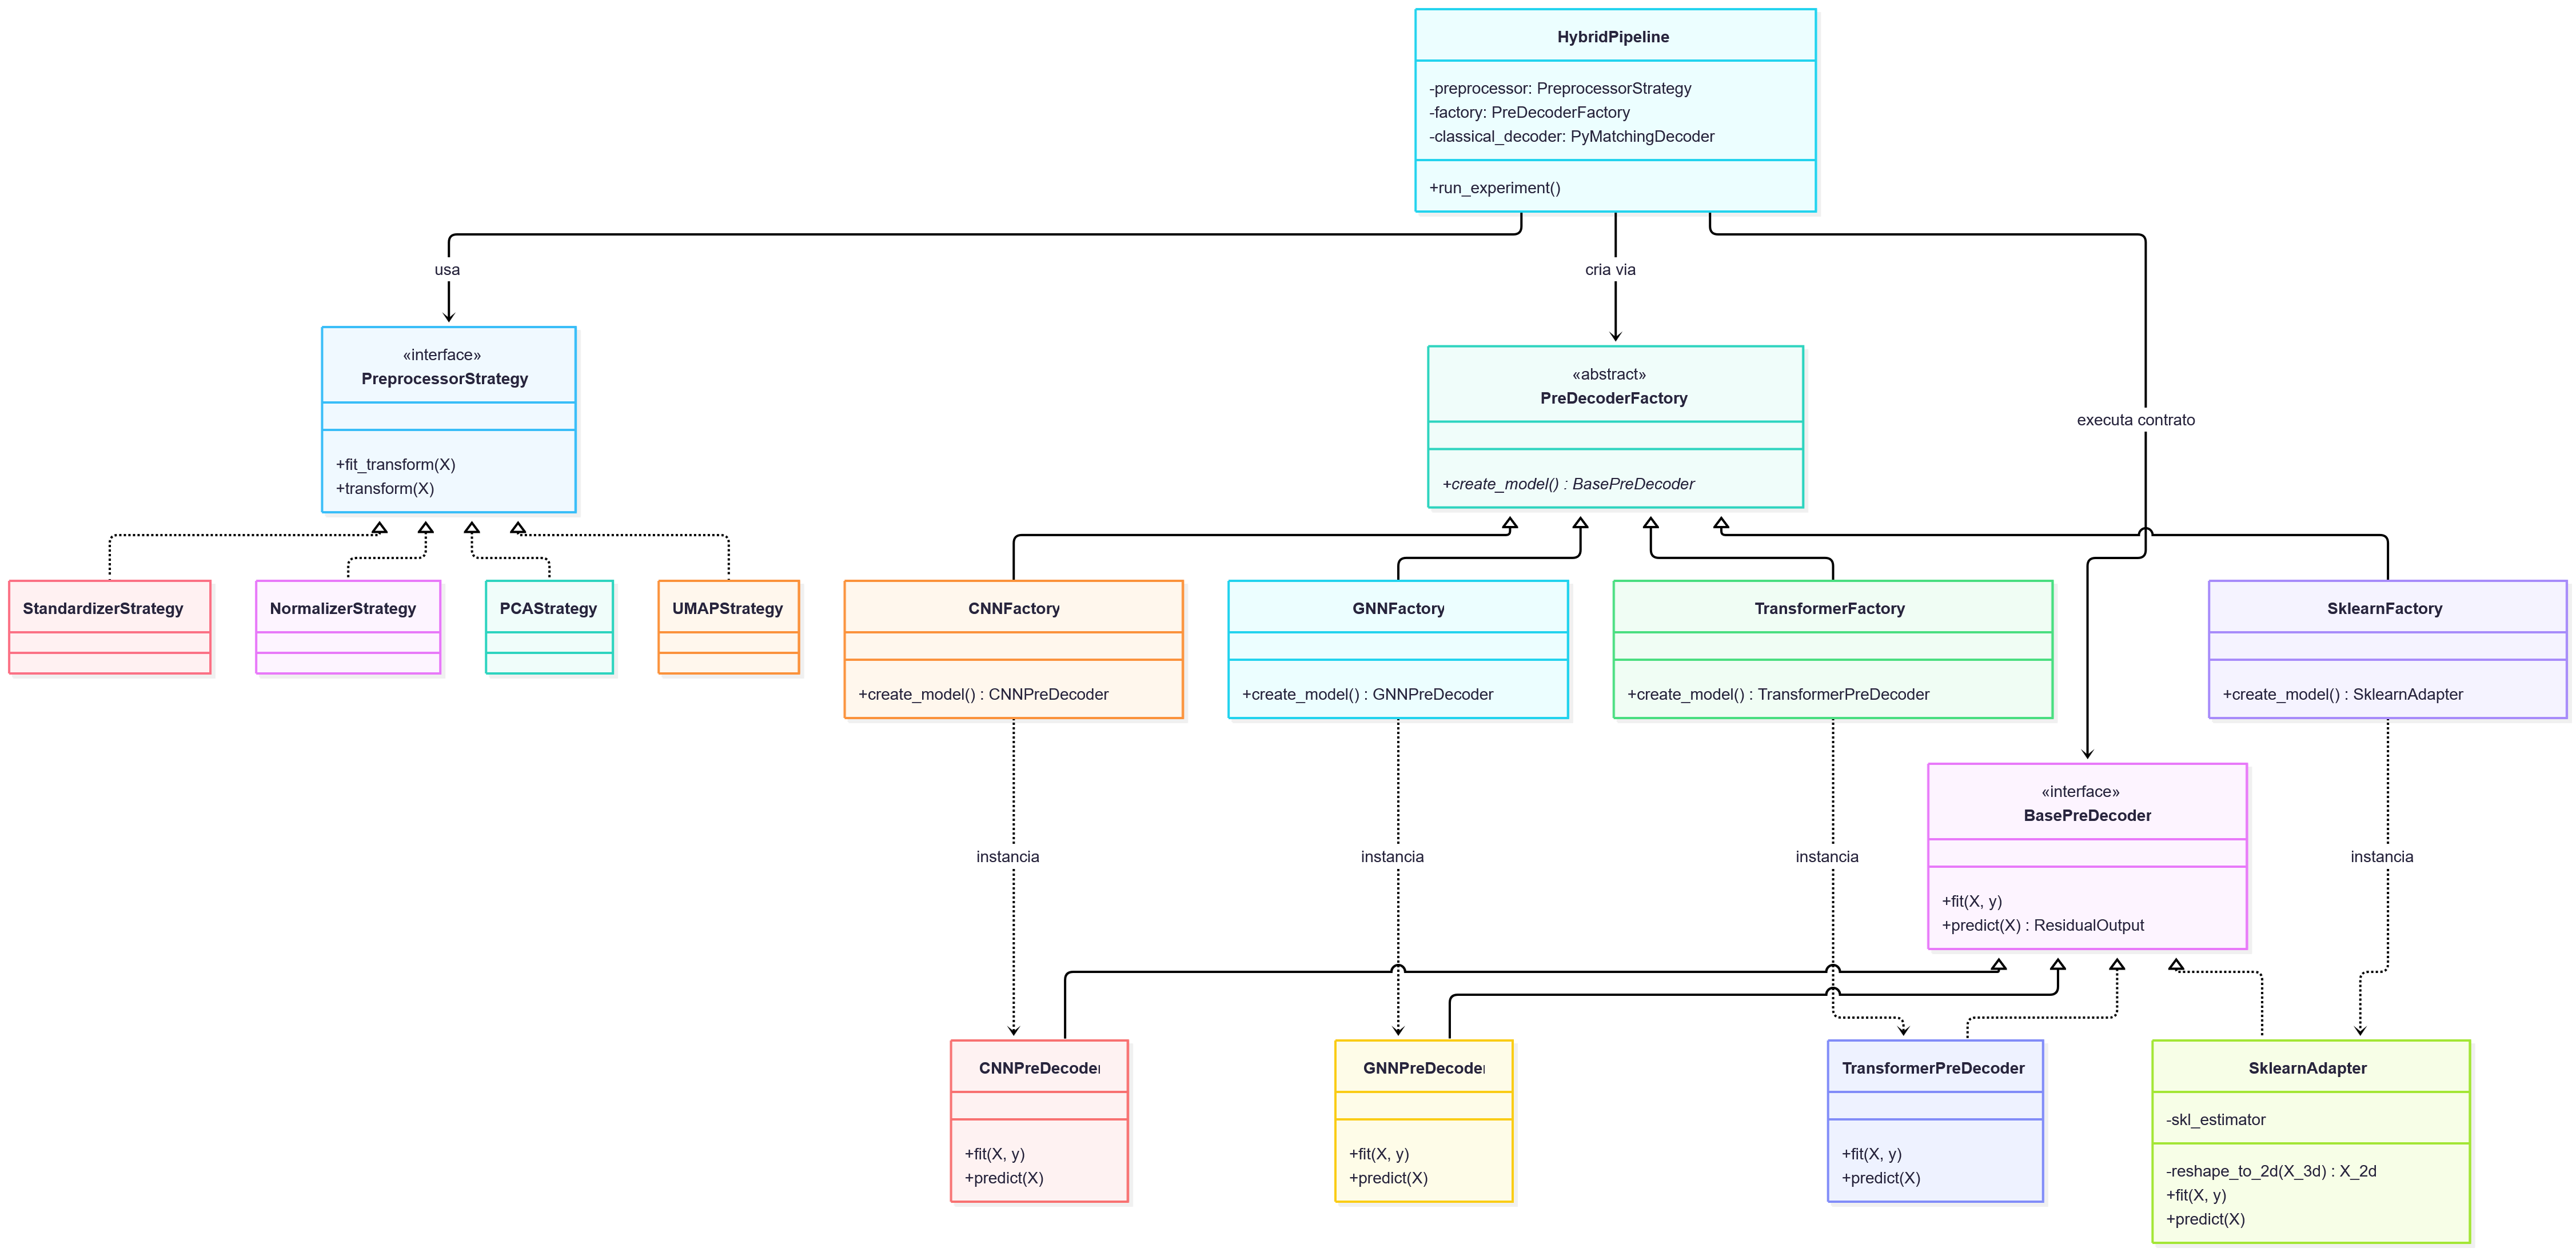 HybridPipeline
-preprocessor: PreprocessorStrategy
-factory: PreDecoderFactory
-classical_decoder: PyMatchingDecoder
+run_experiment()
usa
cria via
executa contrato
«interface»
PreprocessorStrategy
+fit_transform(X)
+transform(X)
«abstract»
PreDecoderFactory
+create_model() : BasePreDecoder
StandardizerStrategy
NormalizerStrategy
PCAStrategy
UMAPStrategy
CNNFactory
+create_model() : CNNPreDecoder
GNNFactory
+create_model() : GNNPreDecoder
TransformerFactory
+create_model() : TransformerPreDecoder
SklearnFactory
+create_model() : SklearnAdapter
«interface»
BasePreDecoder
+fit(X, y)
+predict(X) : ResidualOutput
instancia
instancia
instancia
instancia
CNNPreDecoder
+fit(X, y)
+predict(X)
GNNPreDecoder
+fit(X, y)
+predict(X)
TransformerPreDecoder
+fit(X, y)
+predict(X)
SklearnAdapter
-skl_estimator
-reshape_to_2d(X_3d) : X_2d
+fit(X, y)
+predict(X)